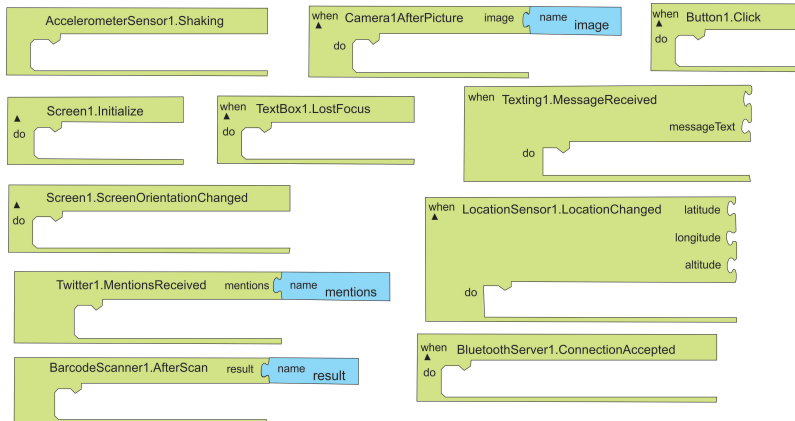 AccelerometerSensor1.Shaking
when Camera1AfterPicture image name image
do
when Button1.Click
do
Screen1.Initialize
do
when TextBox1.LostFocus
do
when Texting1.MessageReceived
messageText
do
Screen1.ScreenOrientationChanged
do
when LocationSensor1.LocationChanged latitude
longitude
altitude
do
Twitter1.MentionsReceived mentions name mentions
when BluetoothServer1.ConnectionAccepted
do
BarcodeScanner1.AfterScan result name result